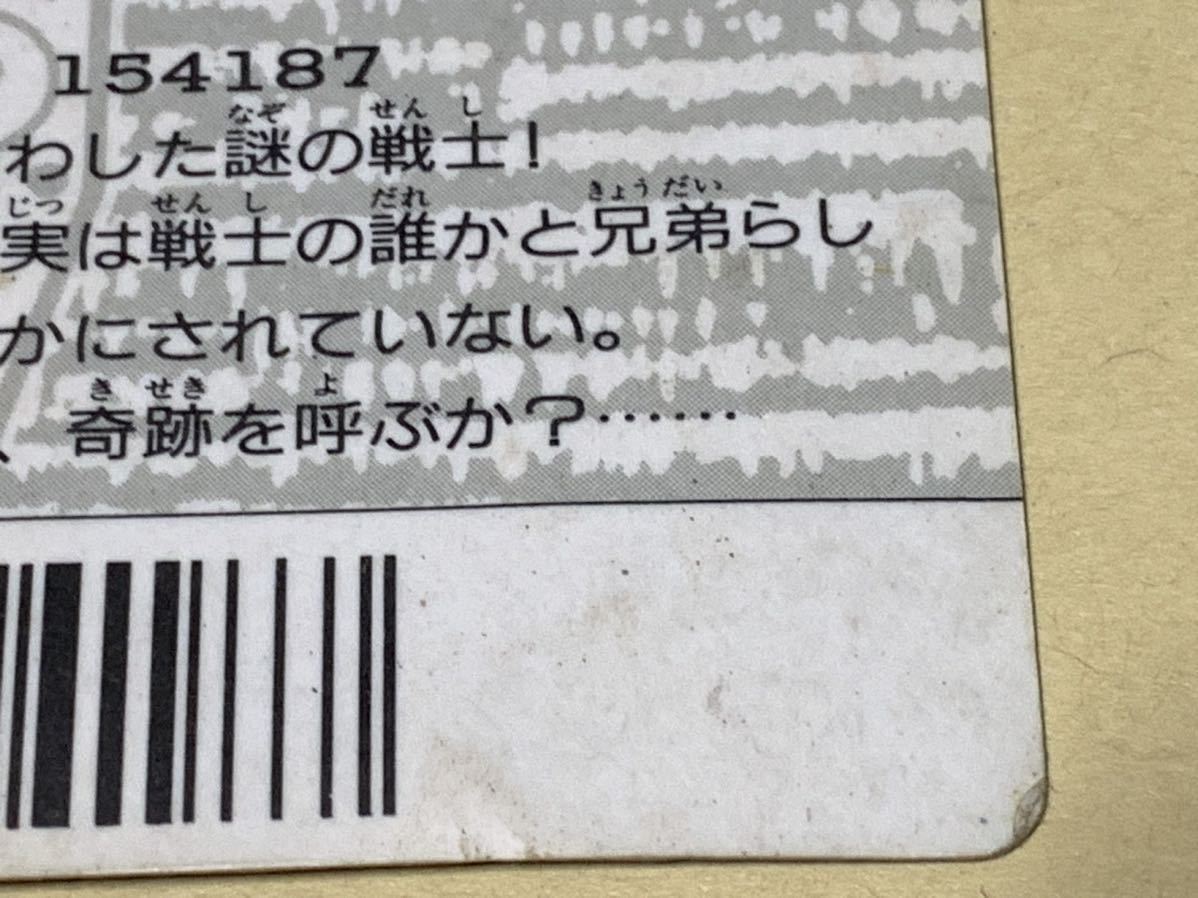 154187
わした謎の戦士!
実は戦士の誰かと兄弟らし
かにされていない。
、奇跡を呼ぶか?……